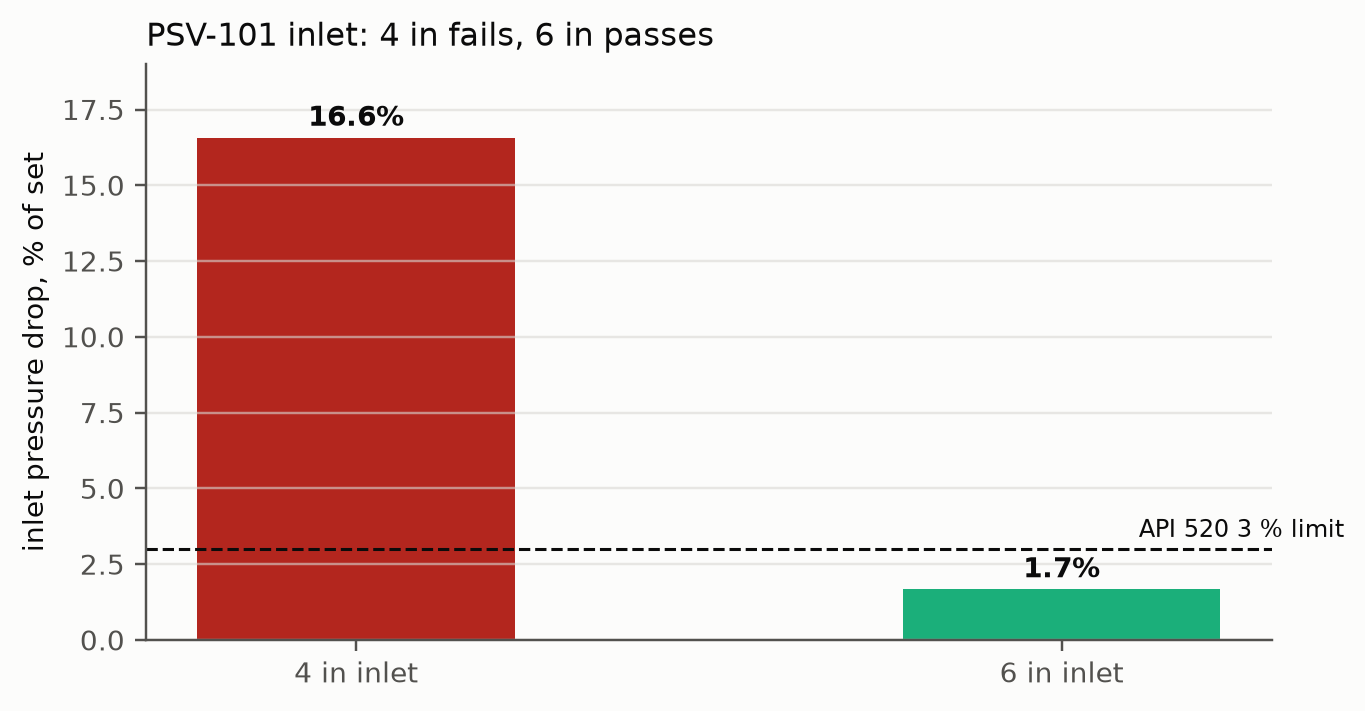 PSV-101 inlet: 4 in fails, 6 in passes
inlet pressure drop, % of set
17.5
15.0
12.5
10.0
7.5
5.0
2.5
0.0
16.6%
API 520 3 % limit
1.7%
4 in inlet
6 in inlet